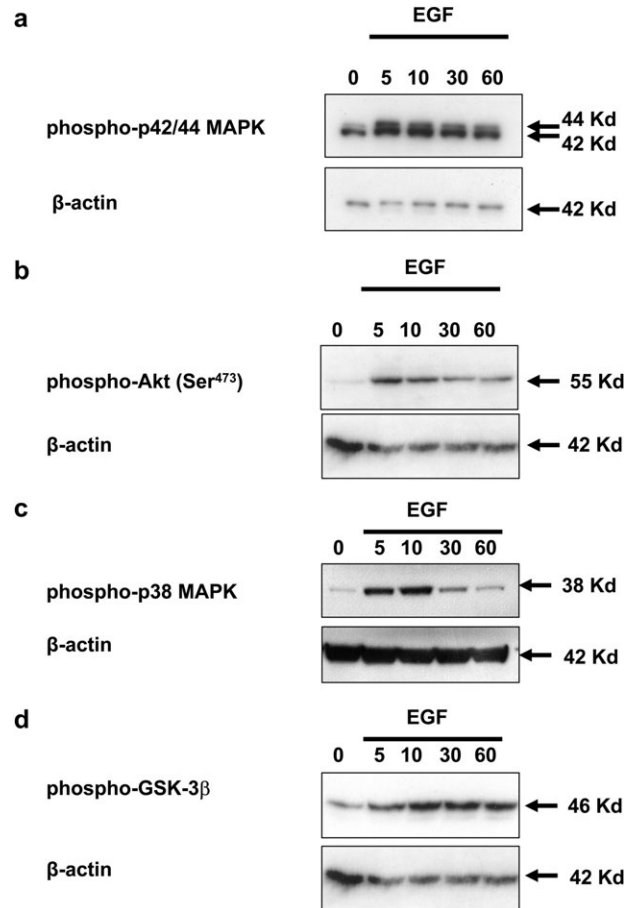 a
EGF
0 5 10 30 60
phospho-p42/44 MAPK
44 Kd
42 Kd
β-actin
42 Kd
b
EGF
0 5 10 30 60
phospho-Akt (Ser⁴⁷³)
55 Kd
β-actin
42 Kd
c
EGF
0 5 10 30 60
phospho-p38 MAPK
38 Kd
β-actin
42 Kd
d
EGF
0 5 10 30 60
phospho-GSK-3β
46 Kd
β-actin
42 Kd